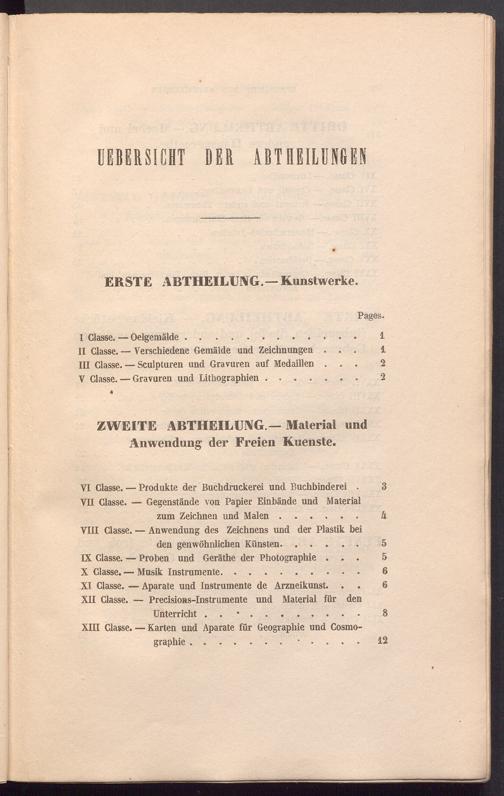 UEBERSICHT DER ABTHEILUNGEN
ERSTE ABTHEILUNG.—Kunstwerke.
Pages.
I Classe.—Oelgemälde . . . . . . . . . . . 1
II Classe.—Verschiedene Gemälde und Zeichnungen . . . 1
III Classe.—Sculpturen und Gravuren auf Medaillen . . . 2
V Classe.—Gravuren und Lithographien . . . . . . . 2
ZWEITE ABTHEILUNG.—Material und
Anwendung der Freien Kuenste.
VI Classe.—Produkte der Buchdruckerei und Buchbinderei . 3
VII Classe. — Gegenstände von Papier Einbände und Material
zum Zeichnen und Malen . . . . . . 4
VIII Classe.—Anwendung des Zeichnens und der Plastik bei
den genwöhnlichen Künsten. . . . . . 5
IX Classe.—Proben und Geräthe der Photographie . . . 5
X Classe.—Musik Instrumente. . . . . . . . . . 6
XI Classe.—Aparate und Instrumente de Arzneikunst. . . 6
XII Classe. — Precisions-Instrumente und Material für den
Unterricht . . . . . . . . . . 8
XIII Classe.—Karten und Aparate für Geographie und Cosmo-
graphie . . . . . . . . . . . 12